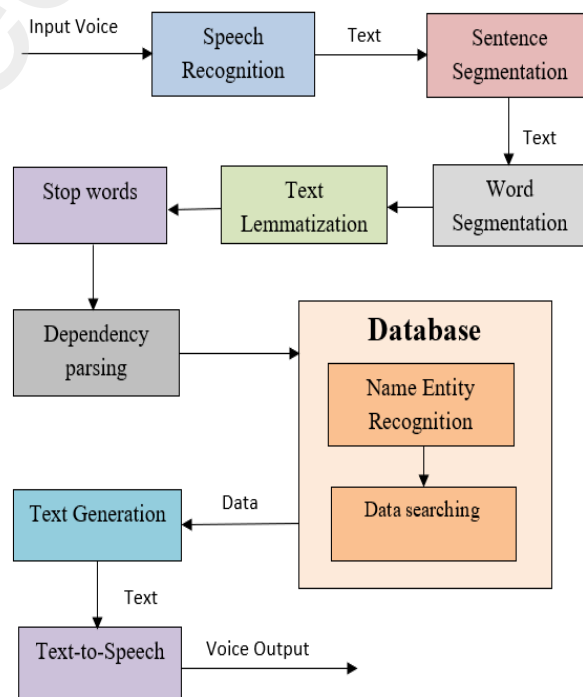 Input Voice
Speech
Recognition
Text
Sentence
Segmentation
Text
Word
Segmentation
Text
Lemmatization
Stop words
Dependency
parsing
Database
Name Entity
Recognition
Data searching
Data
Text Generation
Text
Text-to-Speech
Voice Output